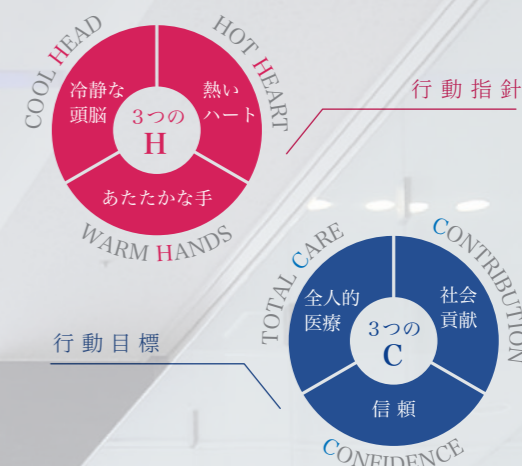 COOL HEAD
HOT HEART
冷静な
頭脳
熱い
ハート
3つの
H
あたたかな手
WARM HANDS
行動指針
TOTAL CARE
CONTRIBUTION
全人的
医療
社会
貢献
3つの
C
信頼
CONFIDENCE
行動目標